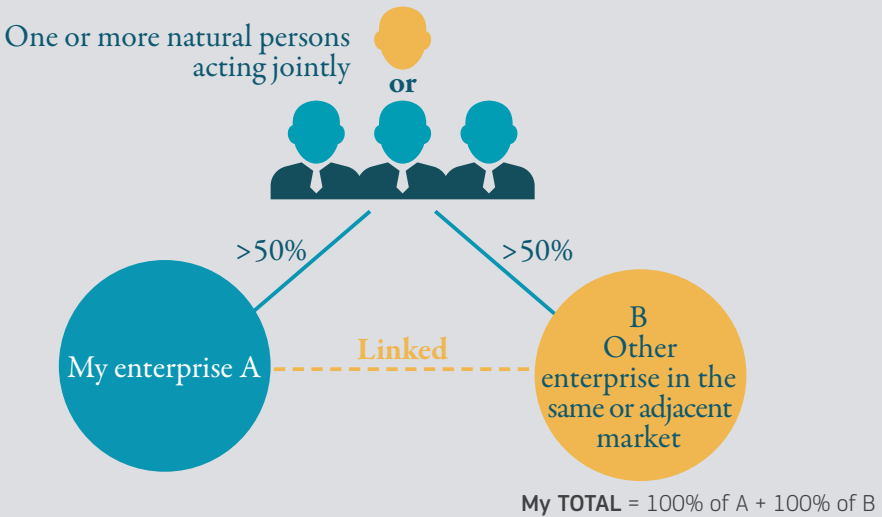 One or more natural persons
acting jointly
or
>50%
>50%
My enterprise A
Linked
B
Other
enterprise in the
same or adjacent
market
My TOTAL = 100% of A + 100% of B